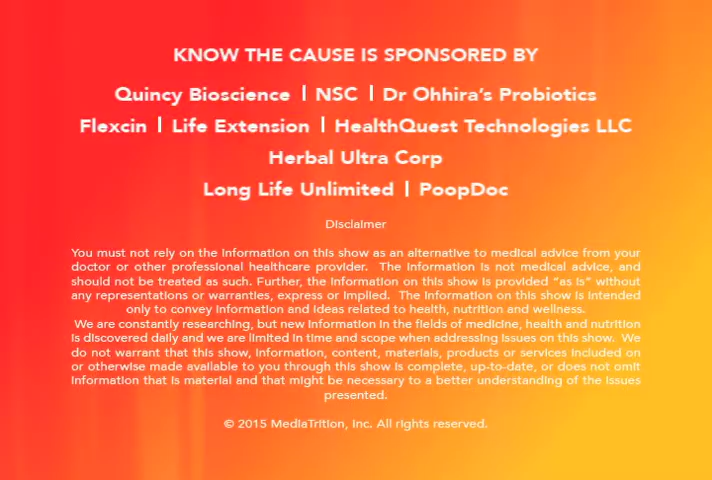 KNOW THE CAUSE IS SPONSORED BY
Quincy Bioscience | NSC | Dr Ohhira's Probiotics
Flexcin | Life Extension | HealthQuest Technologies LLC
Herbal Ultra Corp
Long Life Unlimited | PoopDoc
Disclaimer
You must not rely on the information on this show as an alternative to medical advice from your
doctor or other professional healthcare provider. The information is not medical advice, and
should not be treated as such. Further, the information on this show is provided "as is" without
any representations or warranties, express or implied. The information on this show is intended
only to convey information and ideas related to health, nutrition and wellness.
We are constantly researching, but new information in the fields of medicine, health and nutrition
is discovered daily and we are limited in time and scope when addressing issues on this show. We
do not warrant that this show, information, content, materials, products or services included on
or otherwise made available to you through this show is complete, up-to-date, or does not omit
information that is material and that might be necessary to a better understanding of the issues
presented.
© 2015 MediaTrition, Inc. All rights reserved.